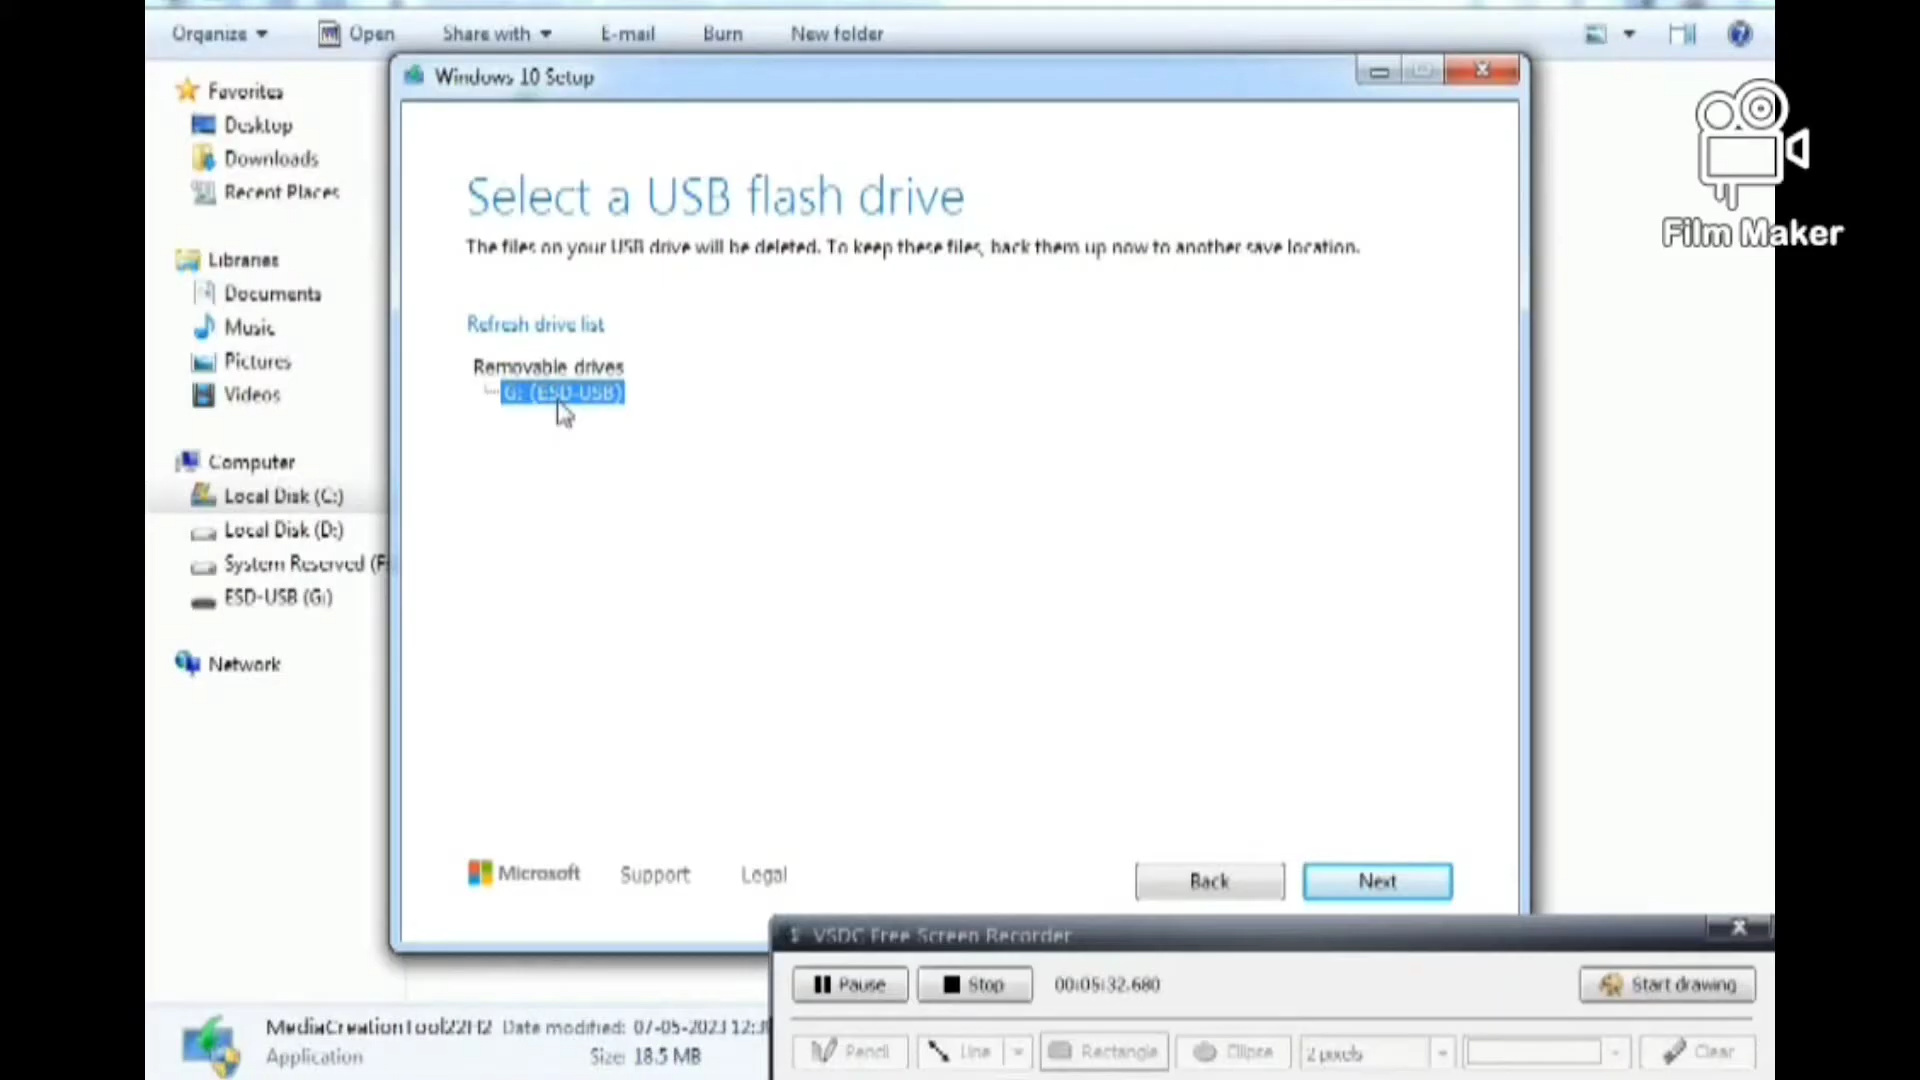 Organize
Open
Share with
E-mail
Burn
New folder
Windows 10 Setup
Favorites
Desktop
Downloads
Recent Places
Libraries
Documents
Music
Pictures
Videos
Computer
Local Disk (C:)
Local Disk (D:)
System Reserved (F
ESD-USB (G:)
Network
Select a USB flash drive
The files on your USB drive will be deleted. To keep these files, back them up now to another save location.
Refresh drive list
Removable drives
G: (ESD-USB)
Microsoft
Support
Legal
Back
Next
Film Maker
VSDC Free Screen Recorder
Pause
Stop
00:05:32.680
Start drawing
Pencil
Line
Rectangle
Ellipse
2 pixels
Clear
MediaCreationTool22H2 Date modified: 07-05-2023 12:3
Application
Size: 18.5 MB